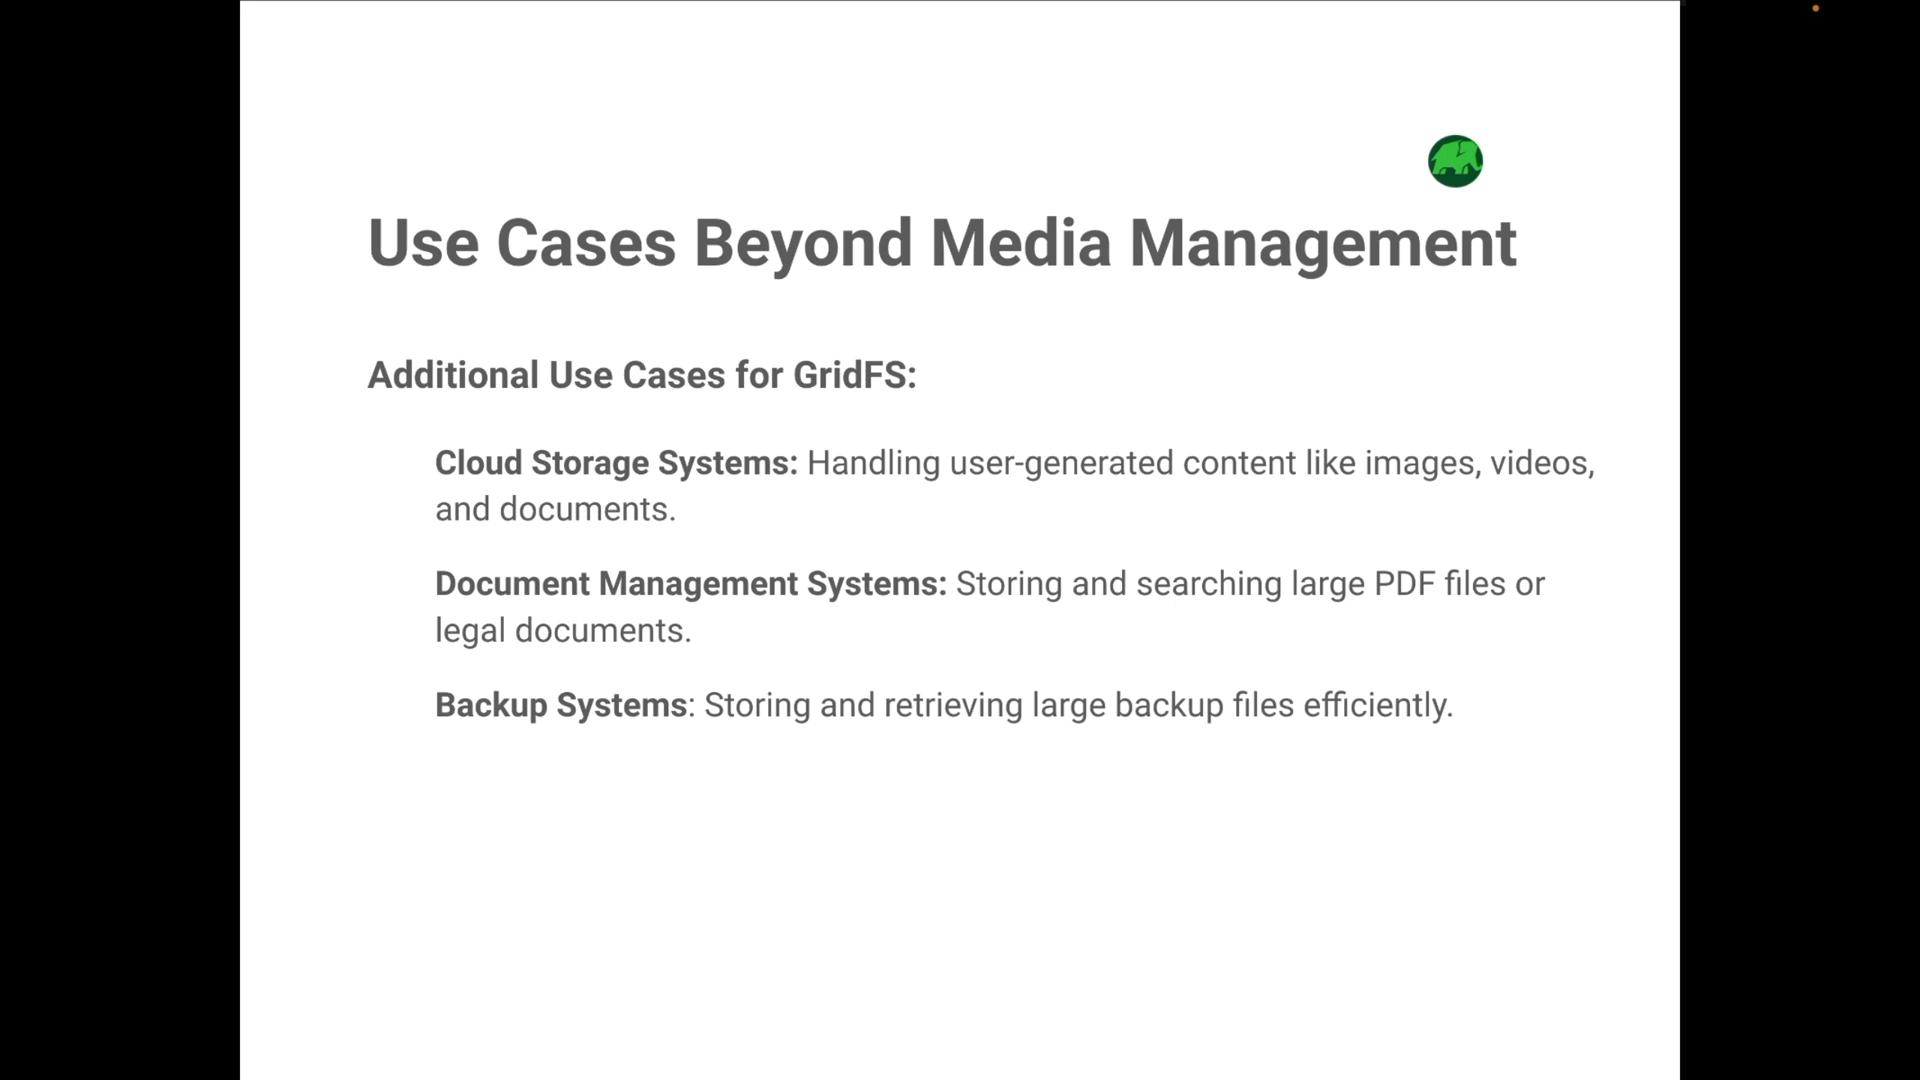 Use Cases Beyond Media Management
Additional Use Cases for GridFS:
Cloud Storage Systems: Handling user-generated content like images, videos,
and documents.
Document Management Systems: Storing and searching large PDF files or
legal documents.
Backup Systems: Storing and retrieving large backup files efficiently.